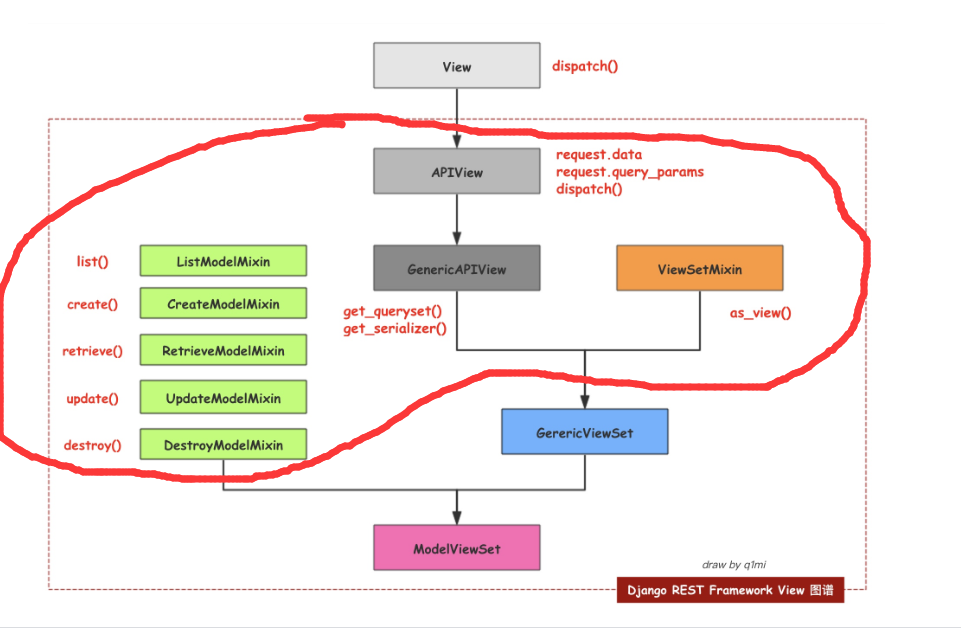 View
dispatch()
APIView
request.data
request.query_params
dispatch()
list()
ListModelMixin
GenericAPIView
ViewSetMixin
create()
CreateModelMixin
get_queryset()
get_serializer()
as_view()
retrieve()
RetrieveModelMixin
update()
UpdateModelMixin
destroy()
DestroyModelMixin
GerericViewSet
ModelViewSet
draw by q1mi
Django REST Framework View 图谱